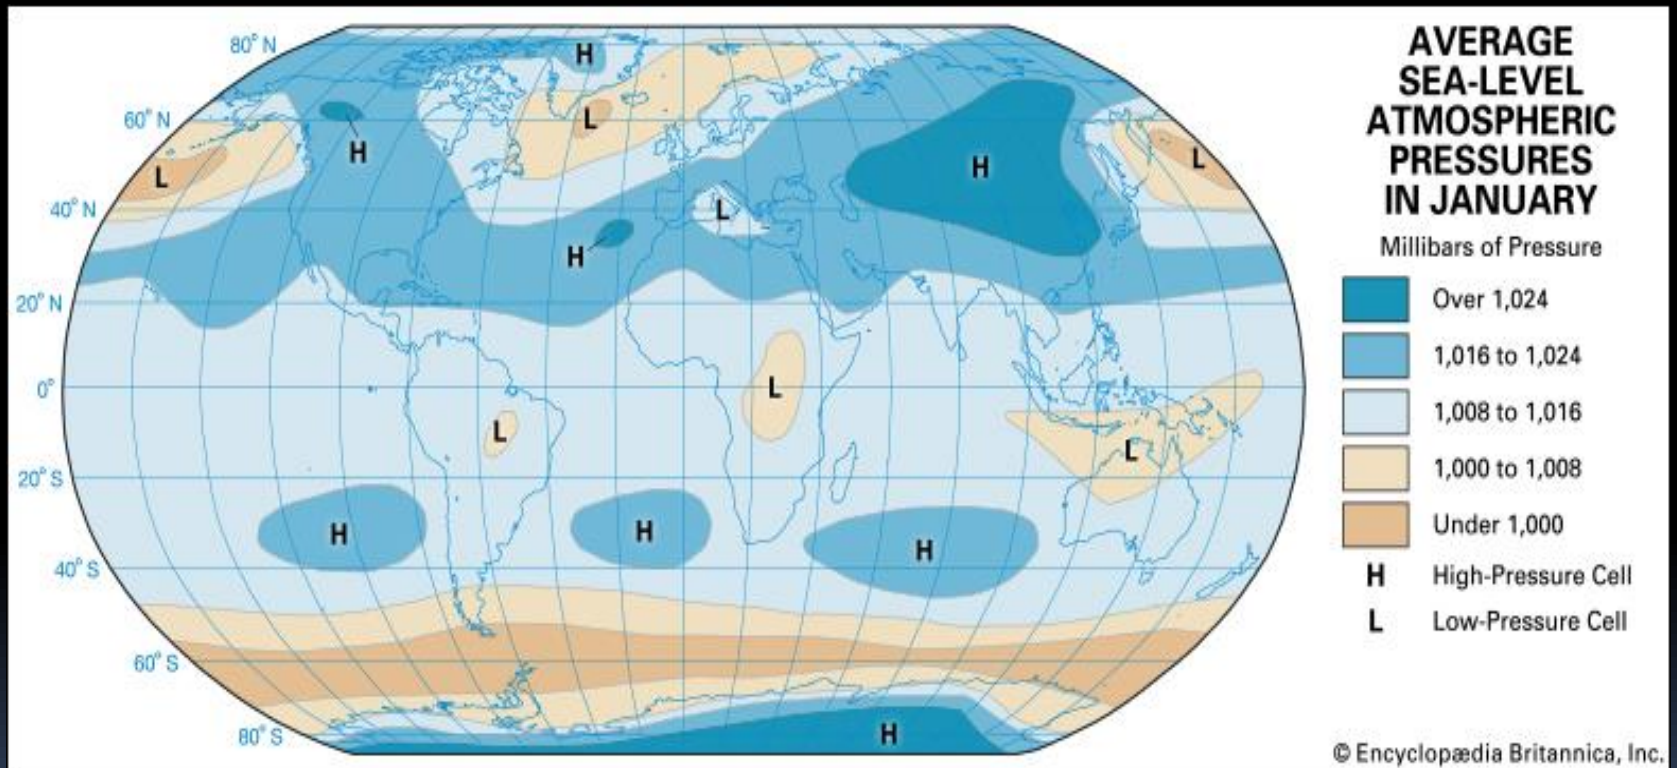 AVERAGE
SEA-LEVEL
ATMOSPHERIC
PRESSURES
IN JANUARY
Millibars of Pressure
Over 1,024
1,016 to 1,024
1,008 to 1,016
1,000 to 1,008
Under 1,000
H High-Pressure Cell
L Low-Pressure Cell
80° N
H
60° N
L
H
H
L
L
40° N
L
H
20° N
0°
L
L
L
20° S
H
H
H
40° S
60° S
80° S
H
© Encyclopædia Britannica, Inc.